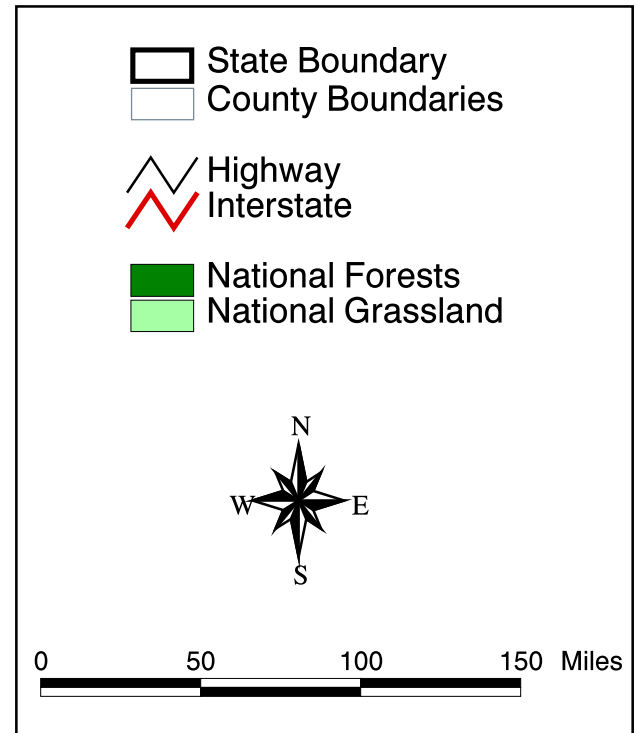 State Boundary
County Boundaries
Highway
Interstate
National Forests
National Grassland
N
W E
S
0 50 100 150 Miles